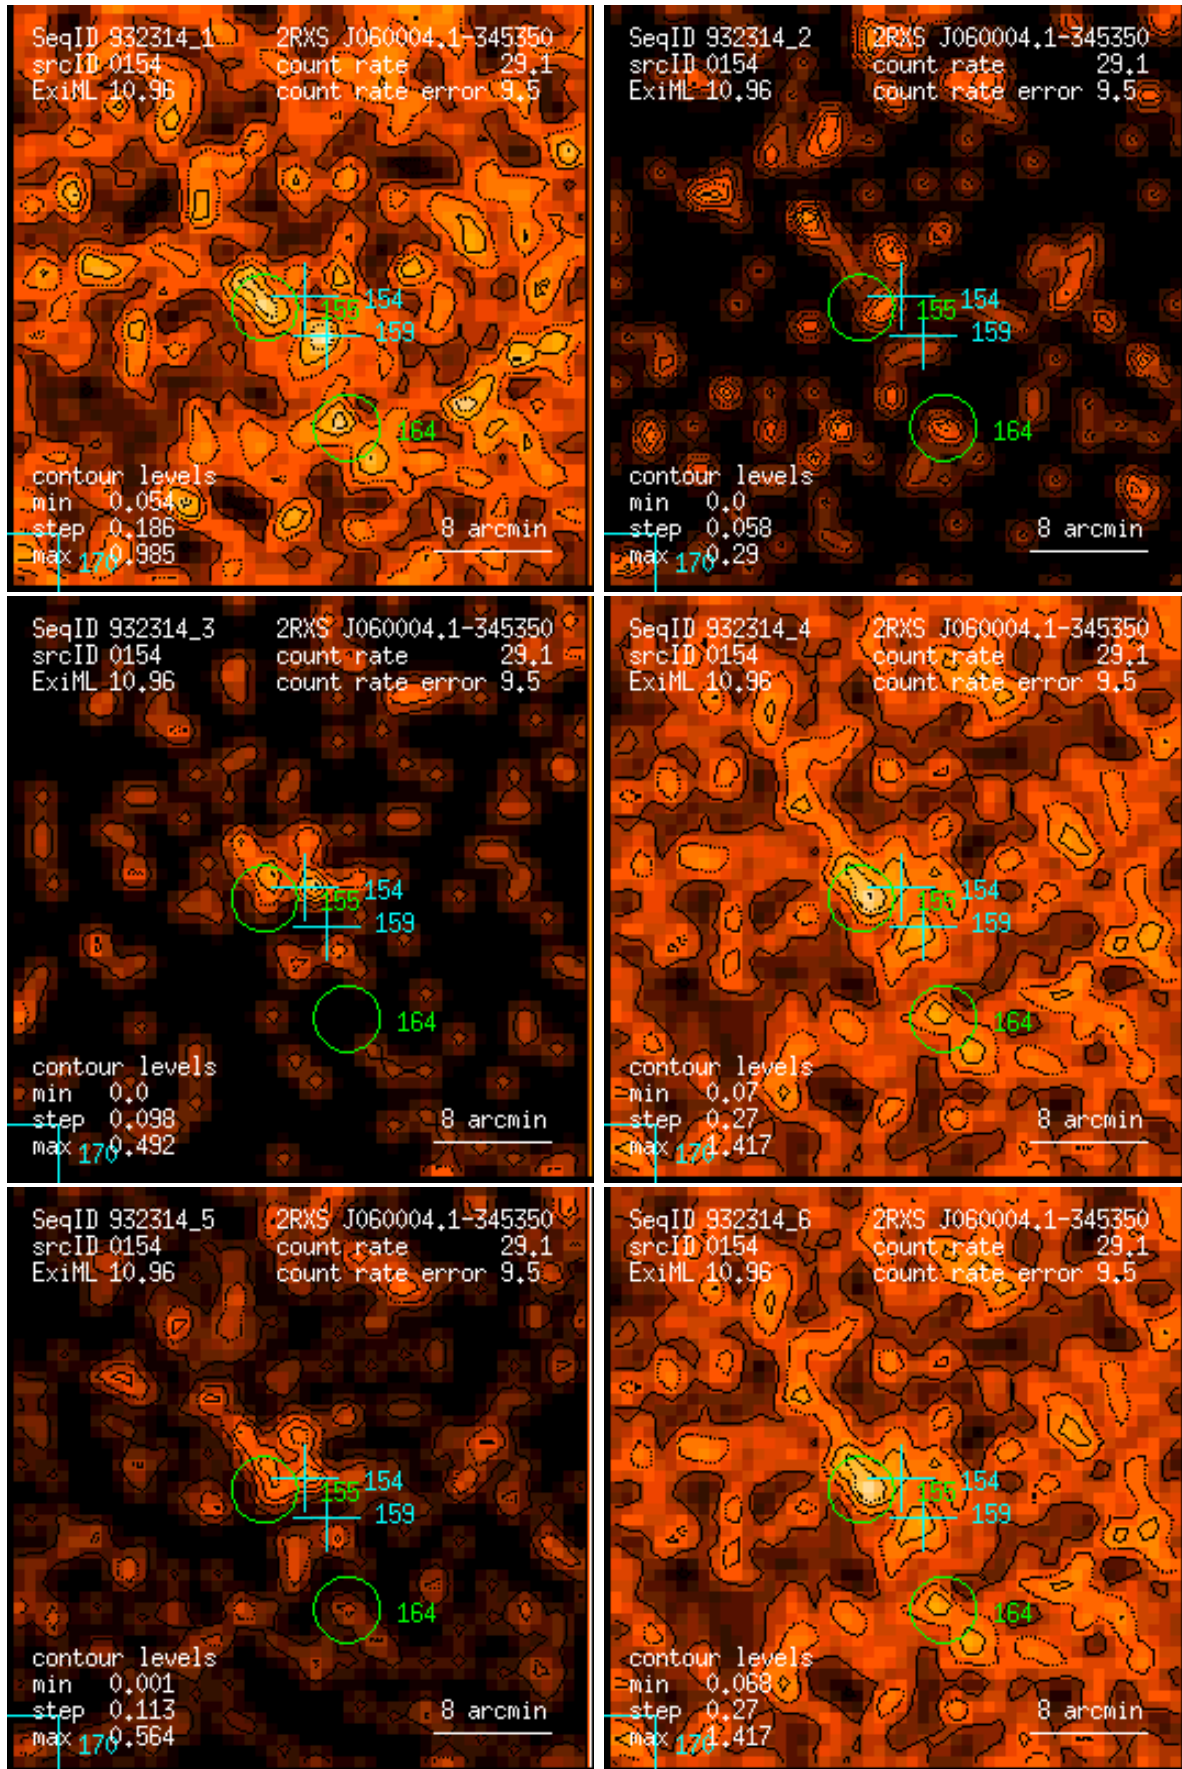 SeqID 932314_1 2RXS J060004.1-345350
srcID 0154 count rate 29.1
ExiML 10.96 count rate error 9.5
154
155
159
164
contour levels
min 0.054
step 0.186
max 0.985
8 arcmin
170
SeqID 932314_2 2RXS J060004.1-345350
srcID 0154 count rate 29.1
ExiML 10.96 count rate error 9.5
154
155
159
164
contour levels
min 0.0
step 0.058
max 0.29
8 arcmin
170
SeqID 932314_3 2RXS J060004.1-345350
srcID 0154 count rate 29.1
ExiML 10.96 count rate error 9.5
154
155
159
164
contour levels
min 0.0
step 0.098
max 0.492
8 arcmin
170
SeqID 932314_4 2RXS J060004.1-345350
srcID 0154 count rate 29.1
ExiML 10.96 count rate error 9.5
154
155
159
164
contour levels
min 0.07
step 0.27
max 1.417
8 arcmin
170
SeqID 932314_5 2RXS J060004.1-345350
srcID 0154 count rate 29.1
ExiML 10.96 count rate error 9.5
154
155
159
164
contour levels
min 0.001
step 0.113
max 0.564
8 arcmin
170
SeqID 932314_6 2RXS J060004.1-345350
srcID 0154 count rate 29.1
ExiML 10.96 count rate error 9.5
154
155
159
164
contour levels
min 0.068
step 0.27
max 1.417
8 arcmin
170